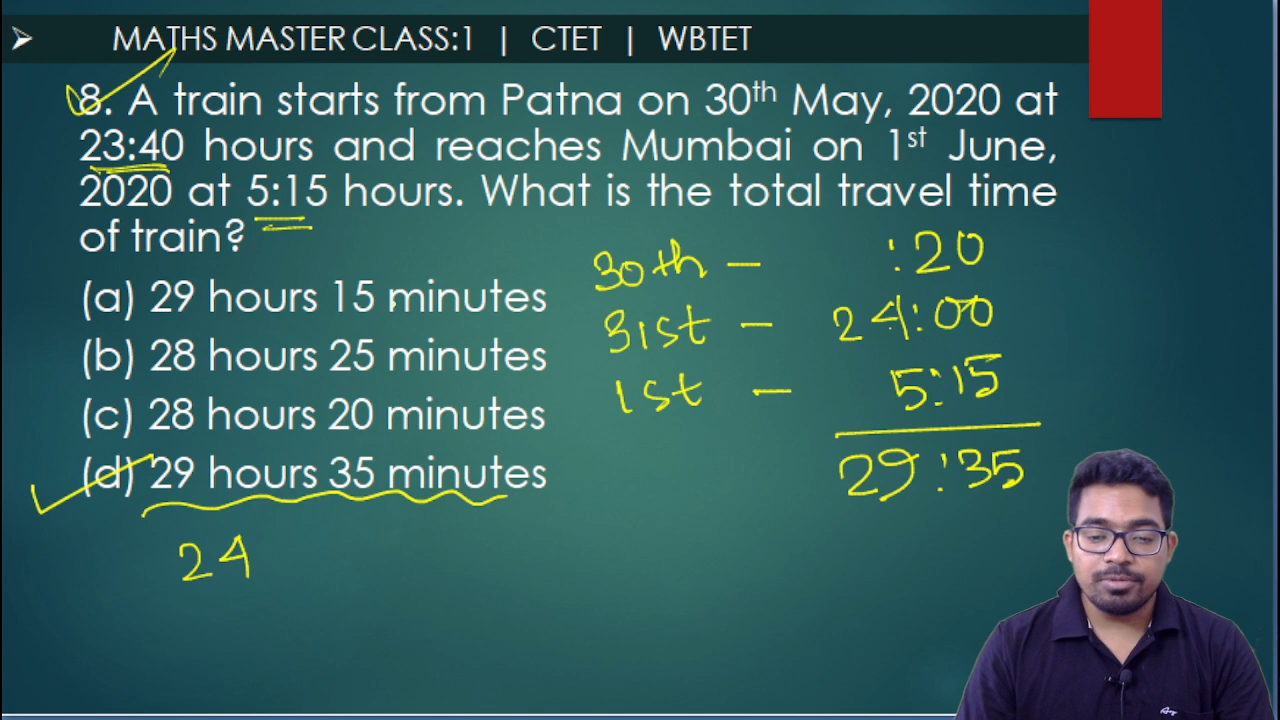 MATHS MASTER CLASS:1 | CTET | WBTET
8. A train starts from Patna on 30th May, 2020 at
23:40 hours and reaches Mumbai on 1st June,
2020 at 5:15 hours. What is the total travel time
of train?
(a) 29 hours 15 minutes
(b) 28 hours 25 minutes
(c) 28 hours 20 minutes
(d) 29 hours 35 minutes
24
30th - :20
31st - 24:00
1st - 5:15
29:35